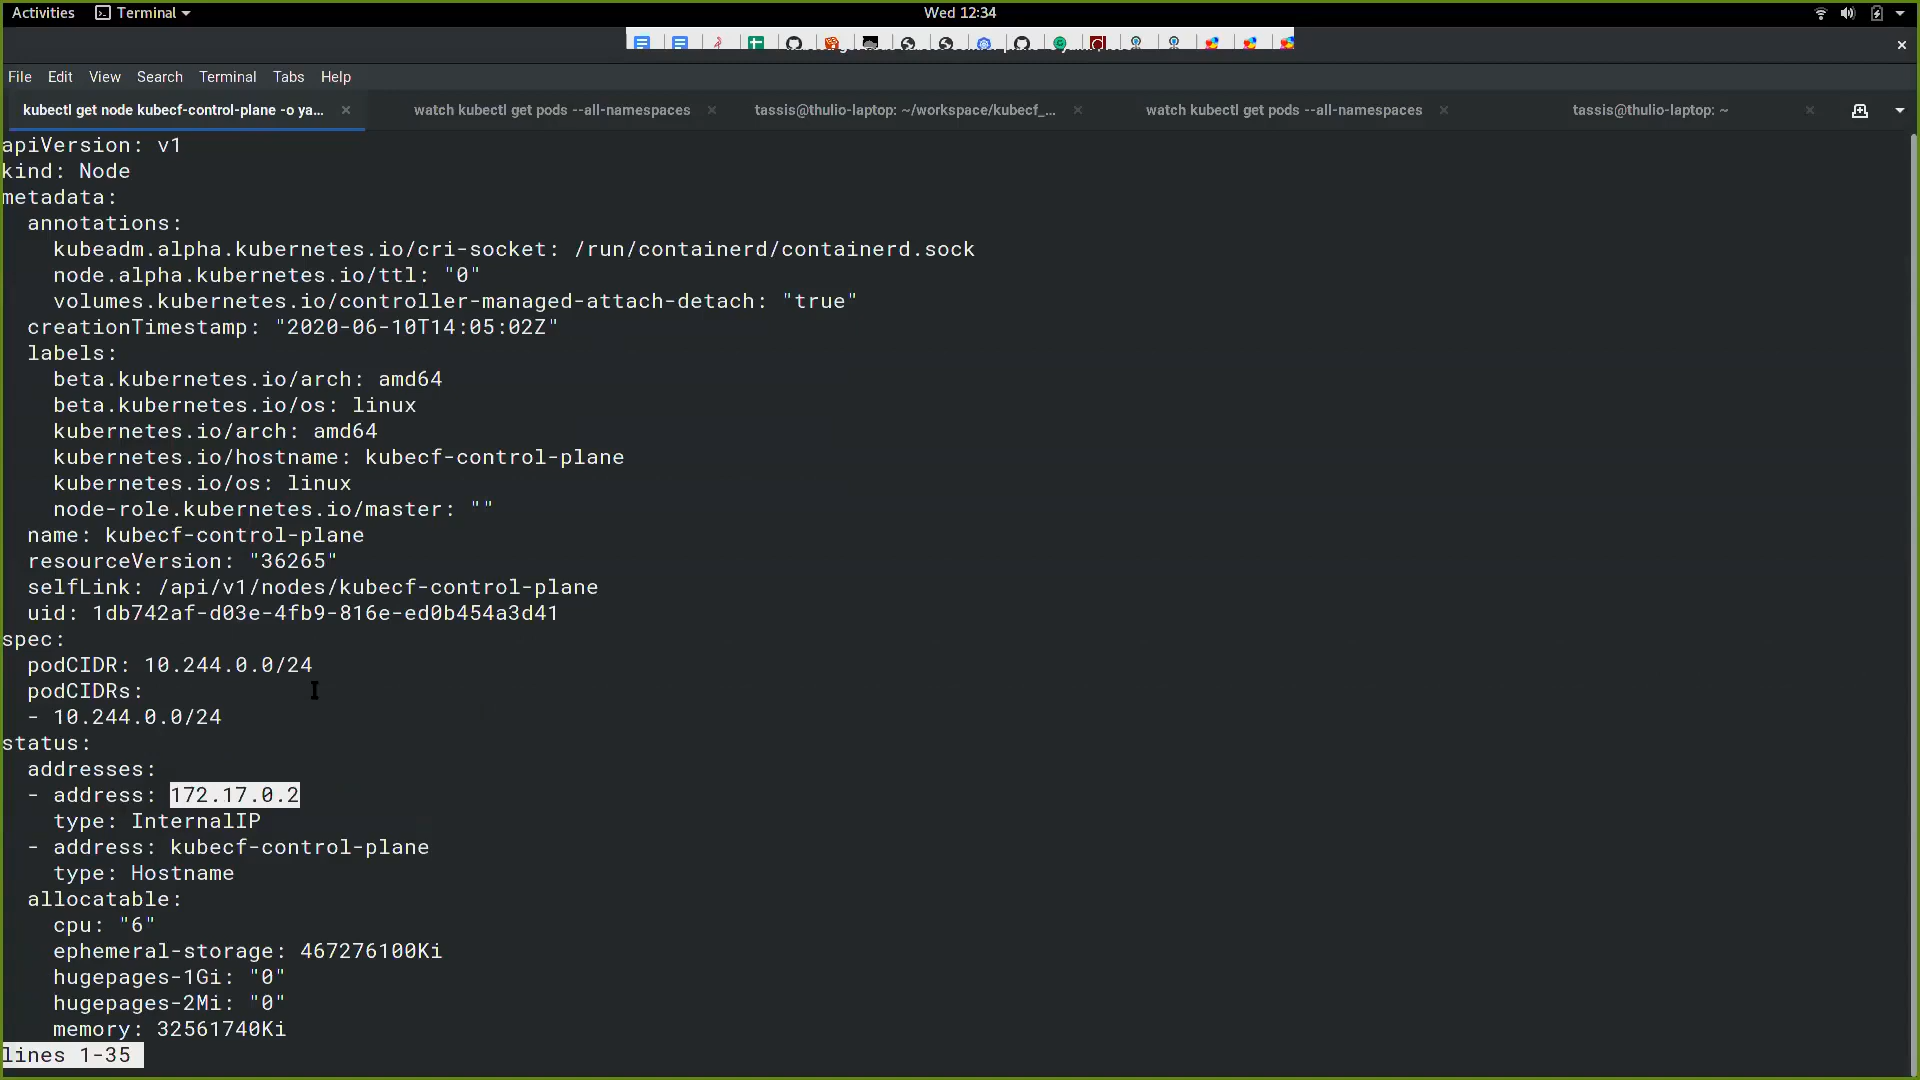 Activities Terminal Wed 12:34
File Edit View Search Terminal Tabs Help
kubectl get node kubecf-control-plane -o ya... watch kubectl get pods --all-namespaces tassis@thulio-laptop: ~/workspace/kubecf_... watch kubectl get pods --all-namespaces tassis@thulio-laptop: ~
apiVersion: v1
kind: Node
metadata:
  annotations:
    kubeadm.alpha.kubernetes.io/cri-socket: /run/containerd/containerd.sock
    node.alpha.kubernetes.io/ttl: "0"
    volumes.kubernetes.io/controller-managed-attach-detach: "true"
  creationTimestamp: "2020-06-10T14:05:02Z"
  labels:
    beta.kubernetes.io/arch: amd64
    beta.kubernetes.io/os: linux
    kubernetes.io/arch: amd64
    kubernetes.io/hostname: kubecf-control-plane
    kubernetes.io/os: linux
    node-role.kubernetes.io/master: ""
  name: kubecf-control-plane
  resourceVersion: "36265"
  selfLink: /api/v1/nodes/kubecf-control-plane
  uid: 1db742af-d03e-4fb9-816e-ed0b454a3d41
spec:
  podCIDR: 10.244.0.0/24
  podCIDRs:
  - 10.244.0.0/24
status:
  addresses:
  - address: 172.17.0.2
    type: InternalIP
  - address: kubecf-control-plane
    type: Hostname
  allocatable:
    cpu: "6"
    ephemeral-storage: 467276100Ki
    hugepages-1Gi: "0"
    hugepages-2Mi: "0"
    memory: 32561740Ki
lines 1-35